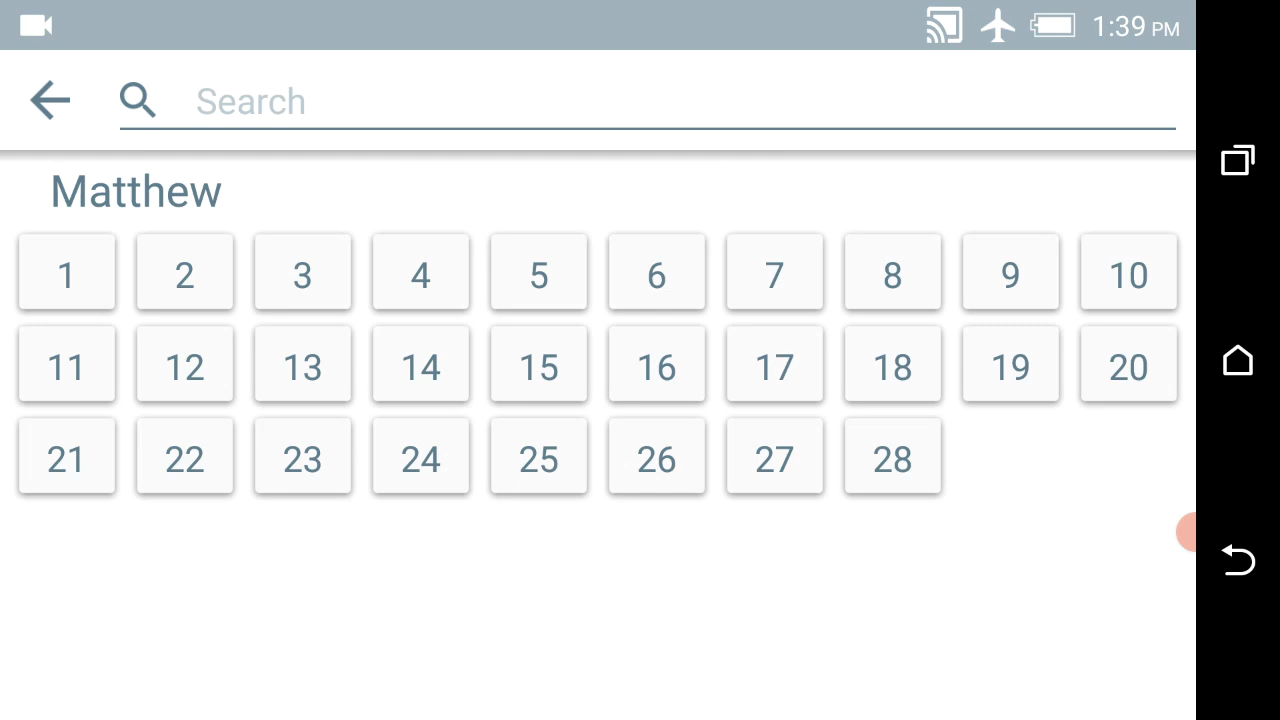 1:39 PM
Search
Matthew
1 2 3 4 5 6 7 8 9 10
11 12 13 14 15 16 17 18 19 20
21 22 23 24 25 26 27 28